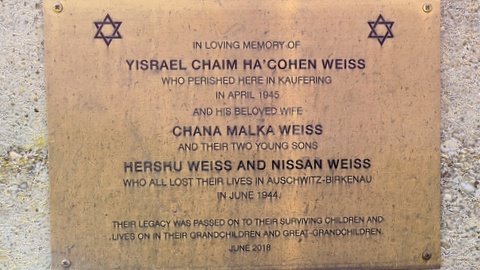 IN LOVING MEMORY OF
YISRAEL CHAIM HA'COHEN WEISS
WHO PERISHED HERE IN KAUFERING
IN APRIL 1945
AND HIS BELOVED WIFE
CHANA MALKA WEISS
AND THEIR TWO YOUNG SONS
HERSHU WEISS AND NISSAN WEISS
WHO ALL LOST THEIR LIVES IN AUSCHWITZ-BIRKENAU
IN JUNE 1944.
THEIR LEGACY WAS PASSED ON TO THEIR SURVIVING CHILDREN AND
LIVES ON IN THEIR GRANDCHILDREN AND GREAT-GRANDCHILDREN.
JUNE 2018